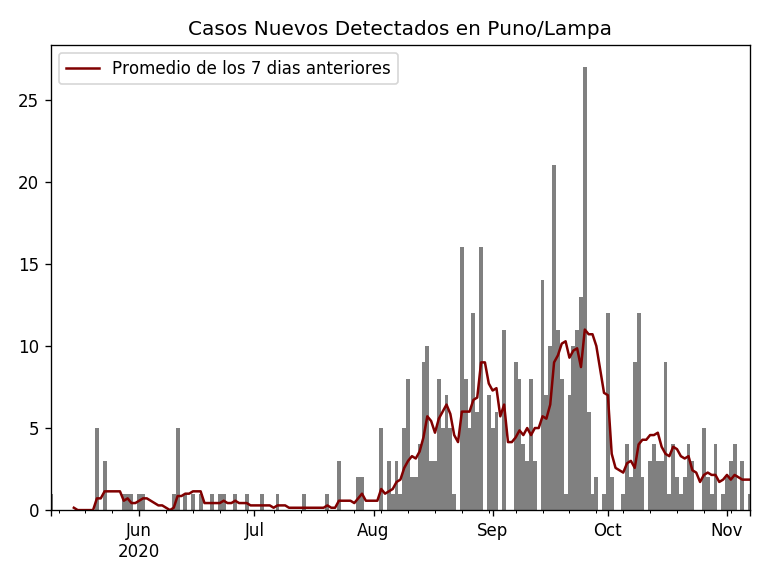 Casos Nuevos Detectados en Puno/Lampa
Promedio de los 7 dias anteriores
25
20
15
10
5
0
Jun Jul Aug Sep Oct Nov
2020